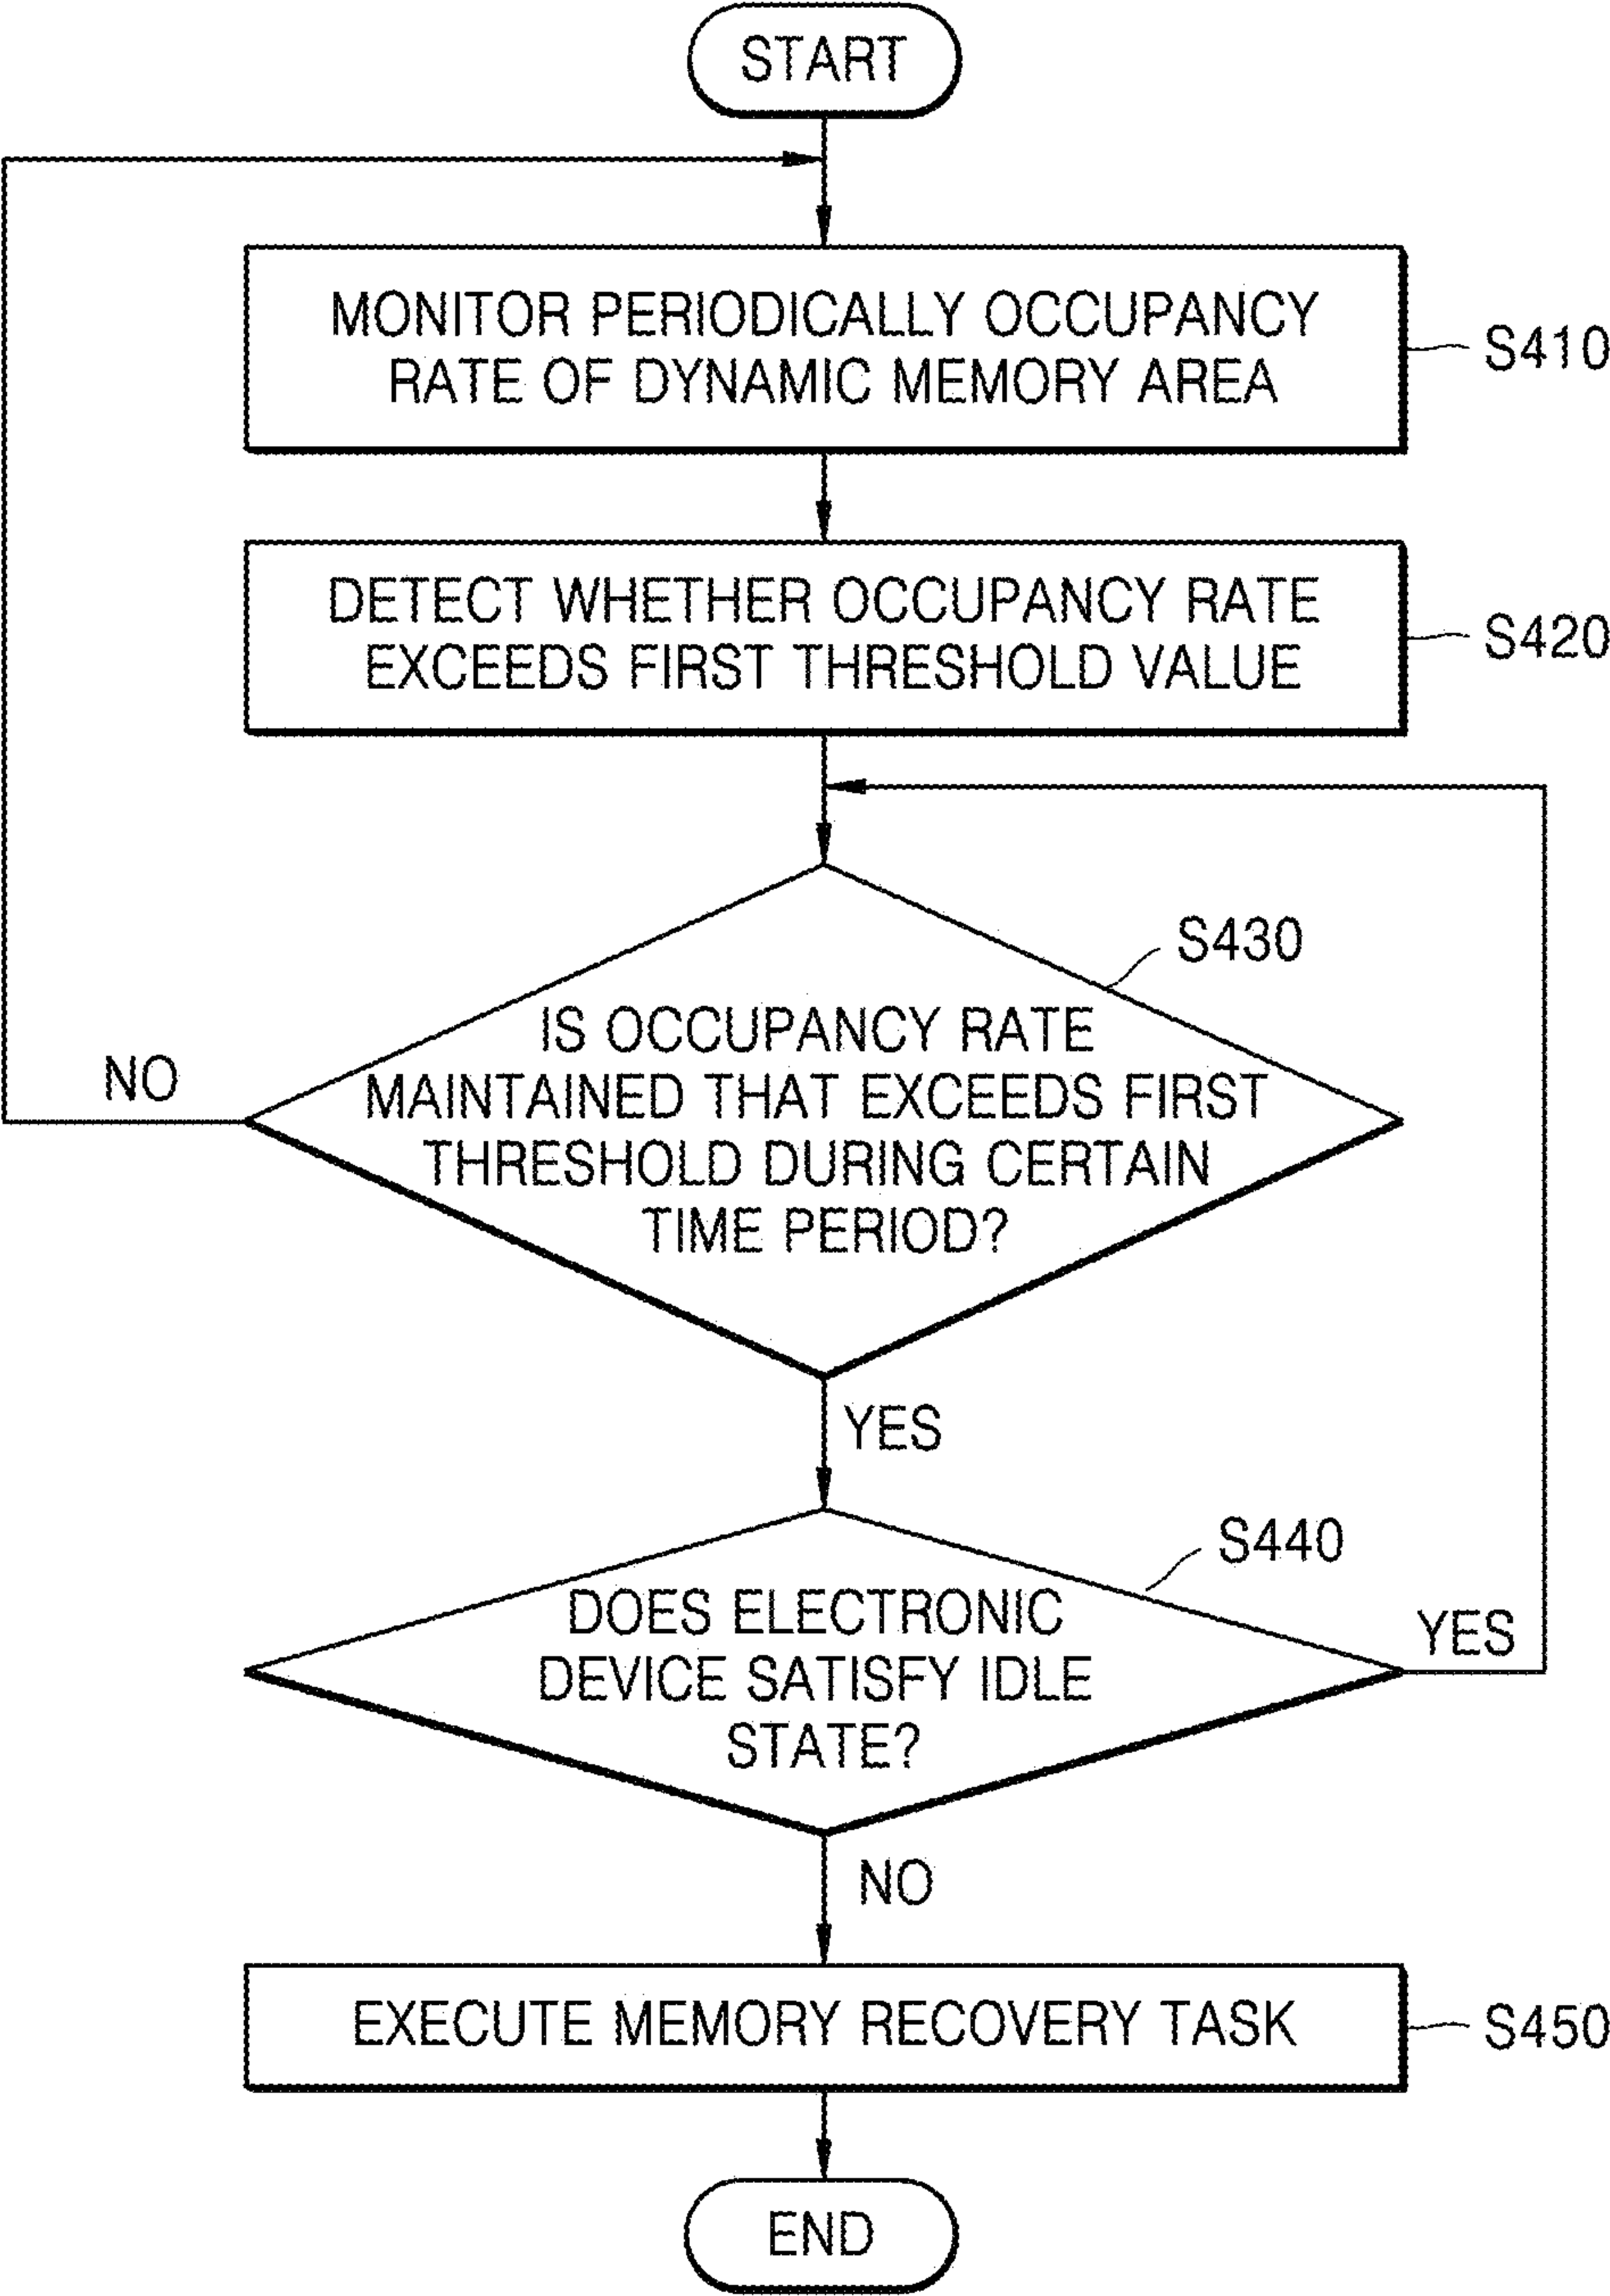 START
MONITOR PERIODICALLY OCCUPANCY
RATE OF DYNAMIC MEMORY AREA
S410
DETECT WHETHER OCCUPANCY RATE
EXCEEDS FIRST THRESHOLD VALUE
S420
S430
IS OCCUPANCY RATE
MAINTAINED THAT EXCEEDS FIRST
THRESHOLD DURING CERTAIN
TIME PERIOD?
NO
YES
S440
DOES ELECTRONIC
DEVICE SATISFY IDLE
STATE?
YES
NO
EXECUTE MEMORY RECOVERY TASK
S450
END